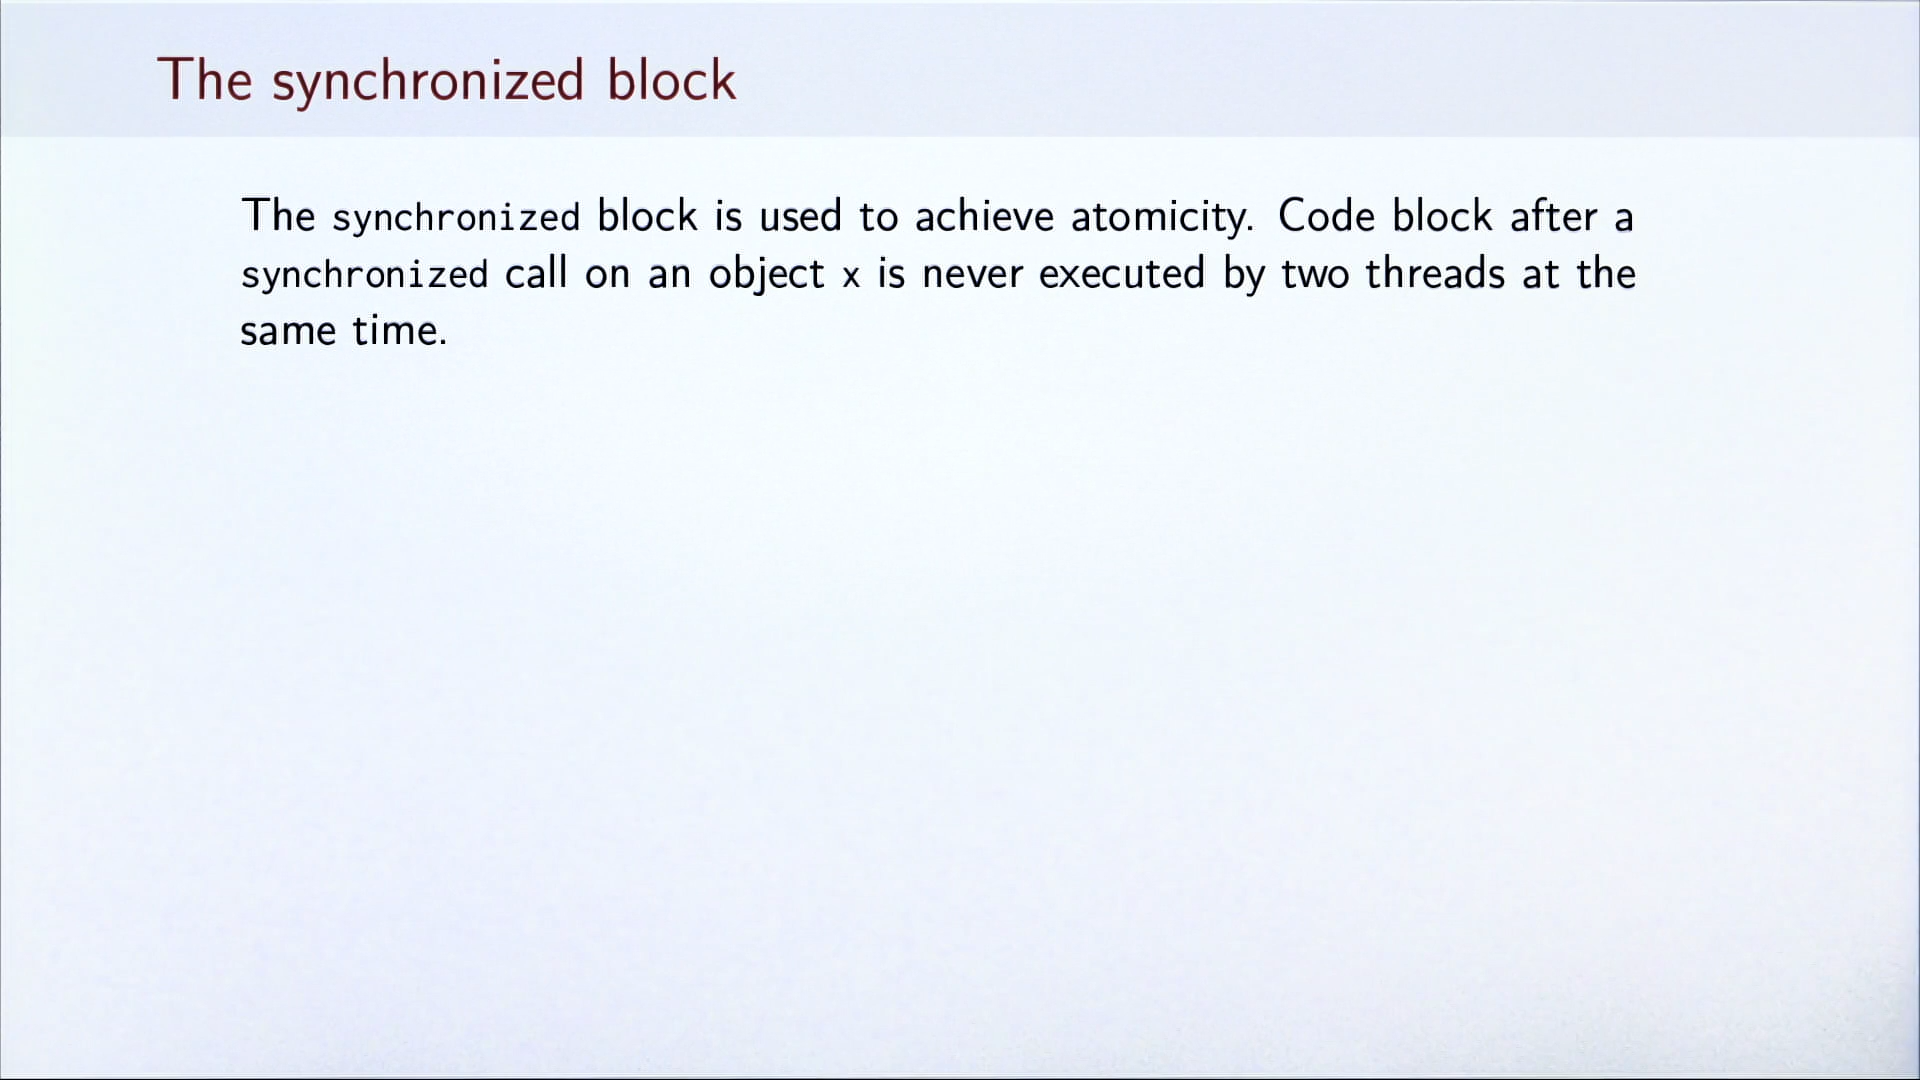 The synchronized block
The synchronized block is used to achieve atomicity. Code block after a
synchronized call on an object x is never executed by two threads at the
same time.